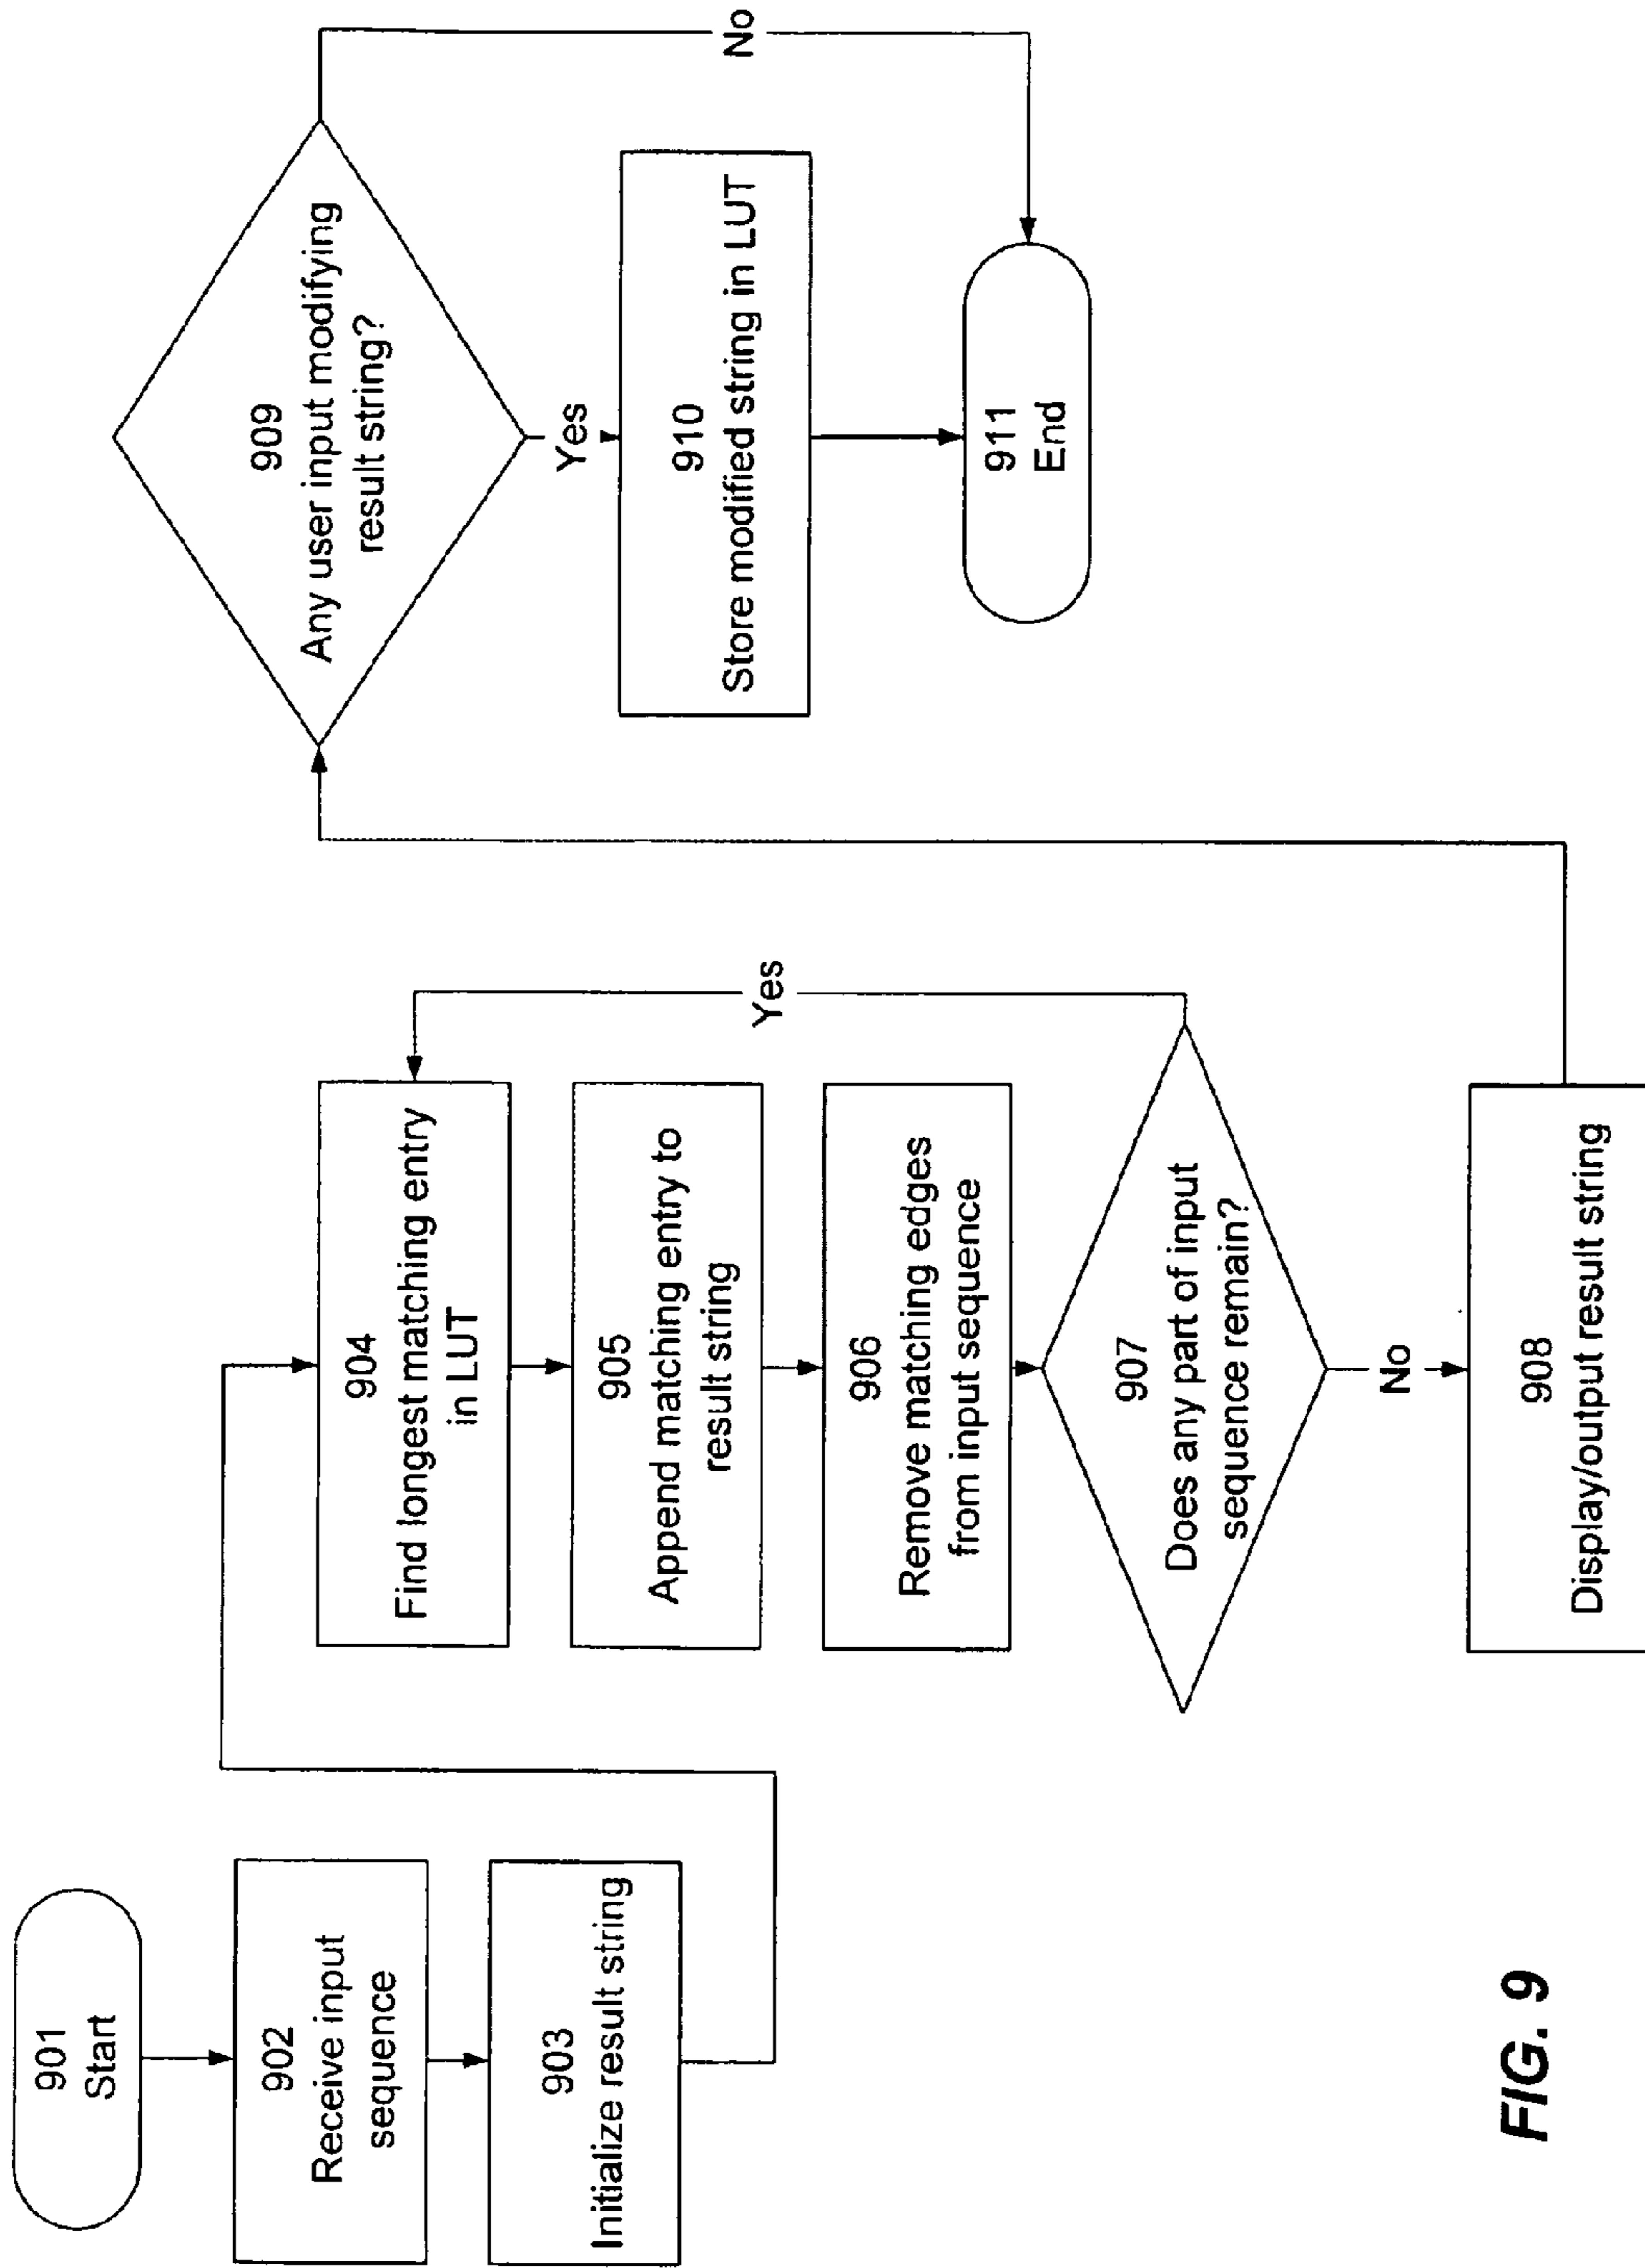 901
Start
902
Receive input
sequence
903
Initialize result string
904
Find longest matching entry
in LUT
905
Append matching entry to
result string
906
Remove matching edges
from input sequence
907
Does any part of input
sequence remain?
Yes
No
908
Display/output result string
909
Any user input modifying
result string?
Yes
No
910
Store modified string in LUT
911
End
FIG. 9